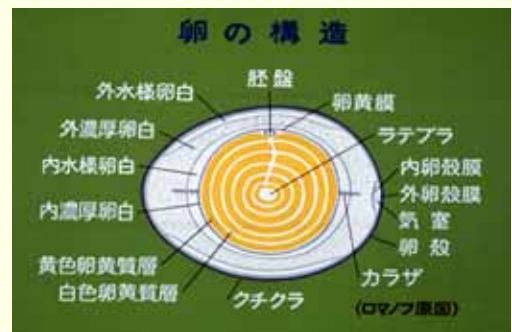 卵の構造
胚盤
外水様卵白
卵黄膜
外濃厚卵白
ラテブラ
内水様卵白
内卵殻膜
外卵殻膜
内濃厚卵白
気室
卵殻
黄色卵黄質層
カラザ
白色卵黄質層
クチクラ
(ロマノフ原図)